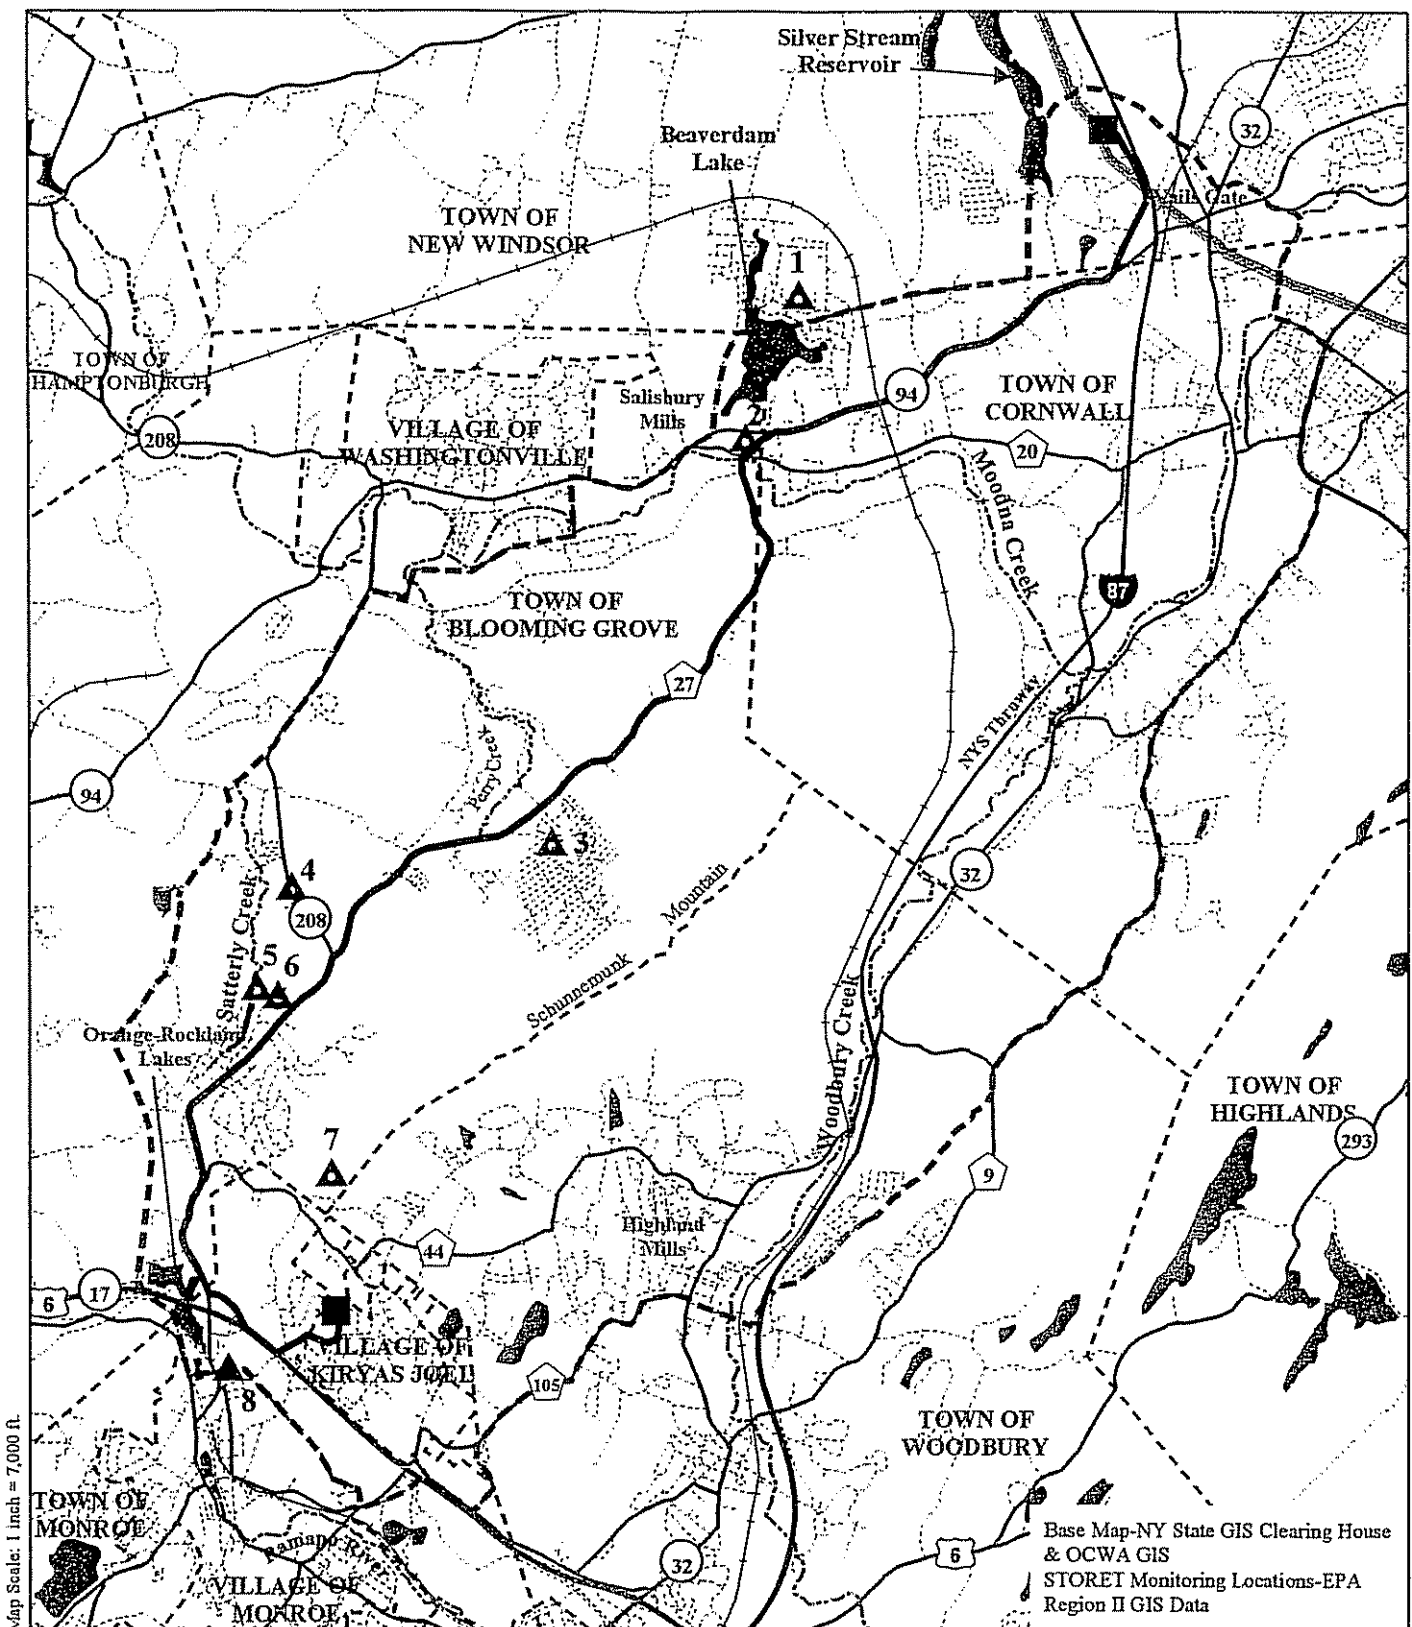 Silver Stream
Reservoir
32
Beaverdam
Lake
Vails Gate
TOWN OF
NEW WINDSOR
1
TOWN OF
HAMPTONBURGH
94
TOWN OF
CORNWALL
Salisbury
Mills
2
208
VILLAGE OF
WASHINGTONVILLE
20
Moodna Creek
87
TOWN OF
BLOOMING GROVE
27
NYS Thruway
Perry Creek
94
3
32
4
Mountain
208
Satterly Creek
5
6
Schunnemunk
Woodbury Creek
Orange-Rockland
Lakes
TOWN OF
HIGHLANDS
293
7
9
Highland
Mills
44
6
17
VILLAGE OF
KIRYAS JOEL
105
8
TOWN OF
WOODBURY
Map Scale: 1 inch = 7,000 ft.
TOWN OF
MONROE
Ramapo River
32
6
VILLAGE OF
MONROE
Base Map-NY State GIS Clearing House
& OCWA GIS
STORET Monitoring Locations-EPA
Region II GIS Data